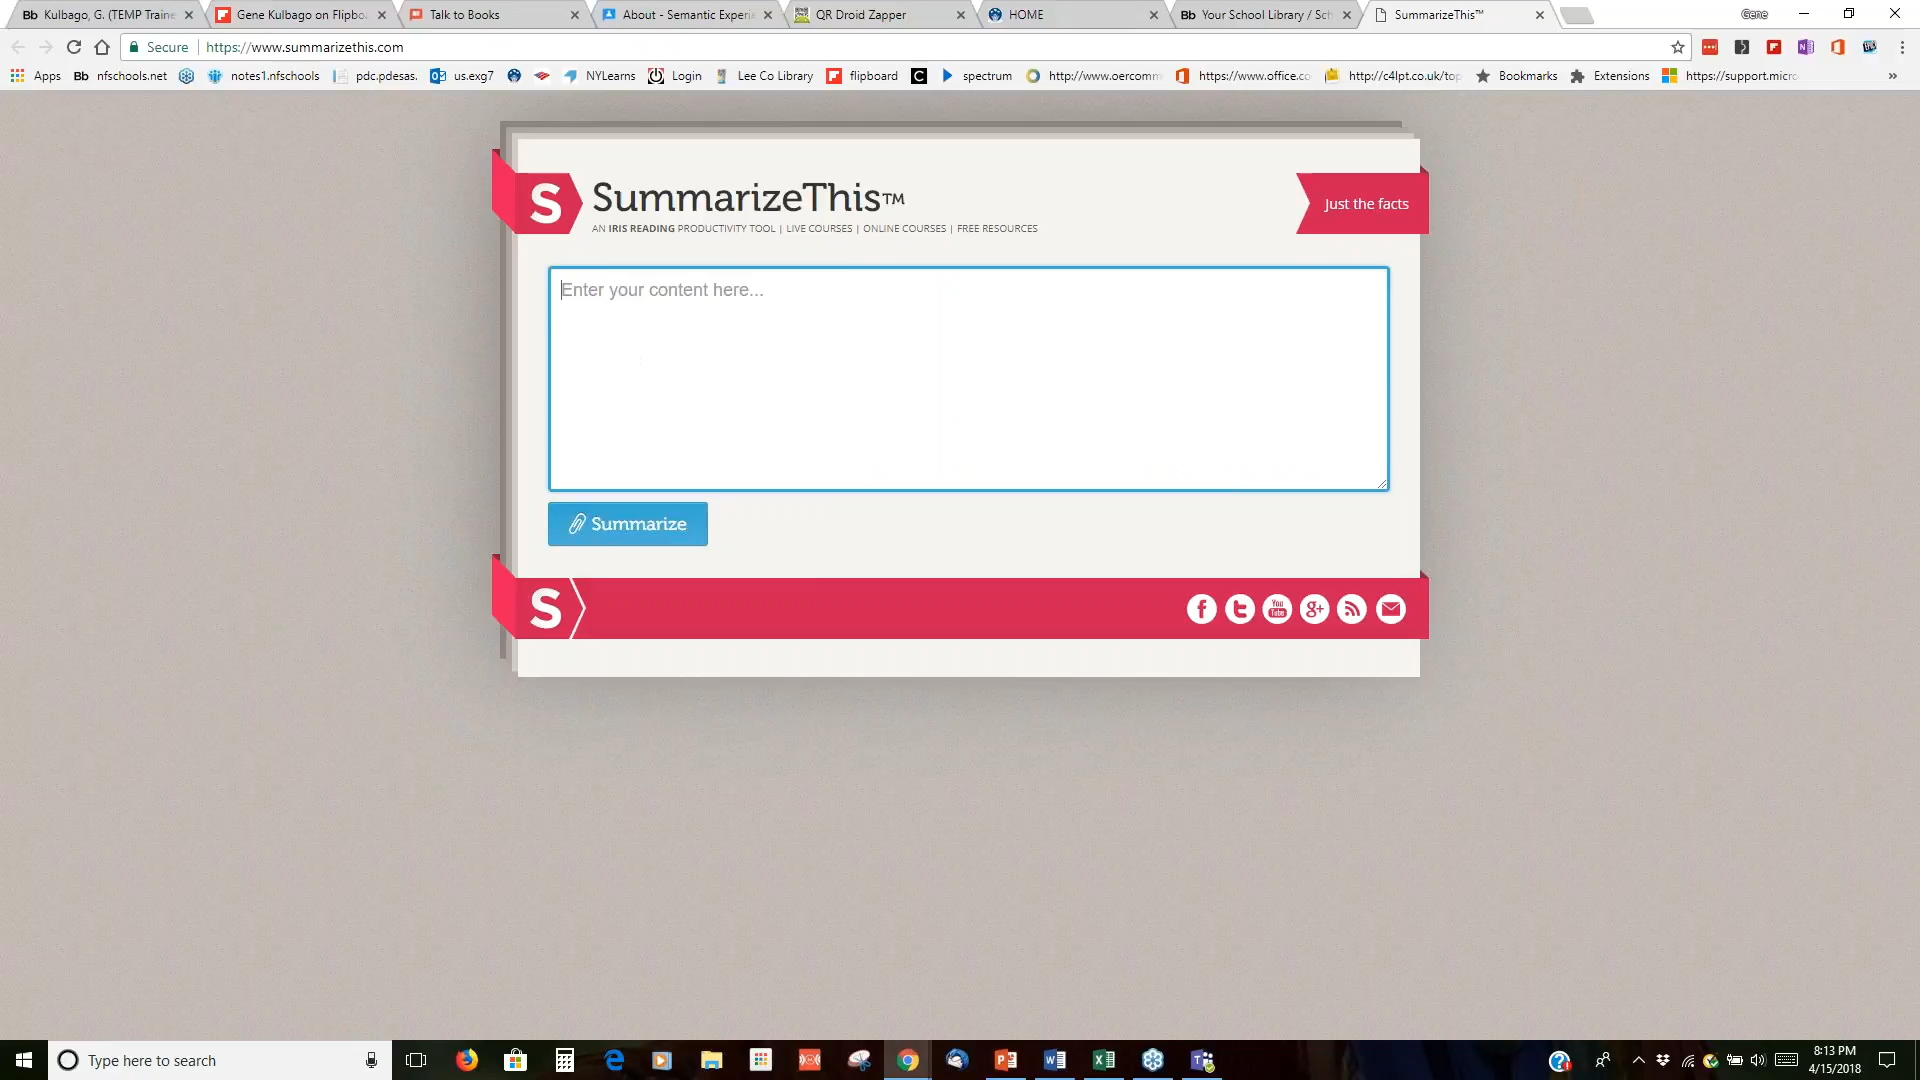 Kulbago, G. (TEMP Traine
Gene Kulbago on Flipbo
Talk to Books
About - Semantic Experi
QR Droid Zapper
HOME
Your School Library / Sch
SummarizeThis™
Gene
Secure
https://www.summarizethis.com
Apps
nfschools.net
notes1.nfschools
pdc.pdesas.
us.exg7
NYLearns
Login
Lee Co Library
flipboard
spectrum
http://www.oercomm
https://www.office.co
http://c4lpt.co.uk/top
Bookmarks
Extensions
https://support.micro
S SummarizeThis™
AN IRIS READING PRODUCTIVITY TOOL | LIVE COURSES | ONLINE COURSES | FREE RESOURCES
Just the facts
Enter your content here...
Summarize
S
Type here to search
8:13 PM
4/15/2018